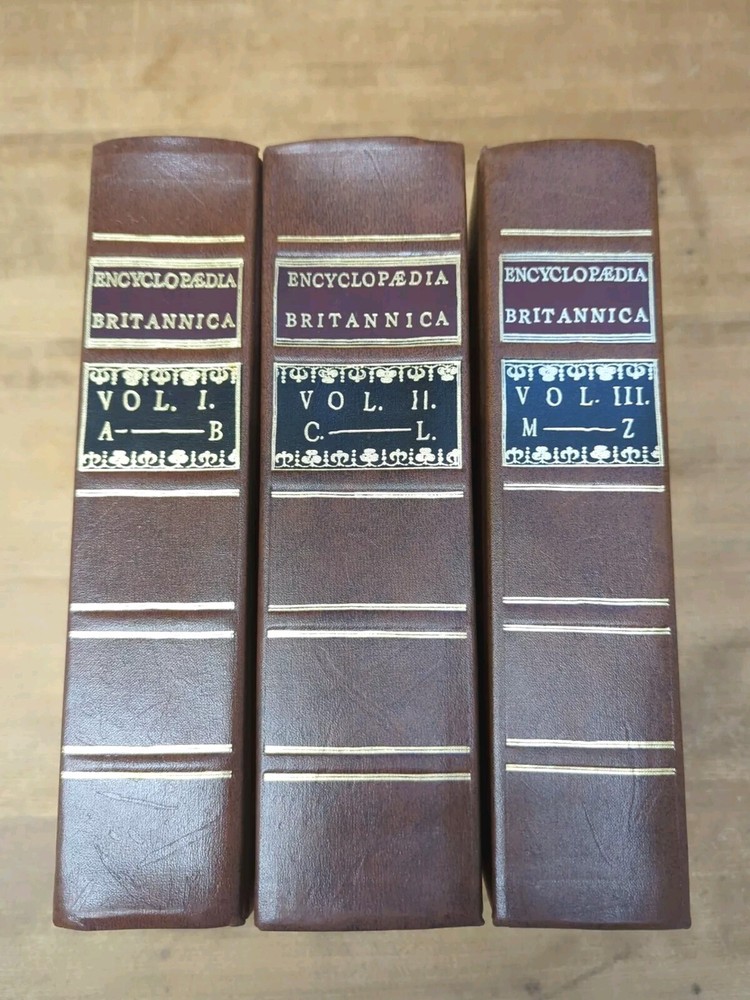 ENCYCLOPÆDIA
BRITANNICA
VOL. I.
A——B
ENCYCLOPÆDIA
BRITANNICA
VOL. II.
C.——L.
ENCYCLOPÆDIA
BRITANNICA
VOL. III.
M——Z